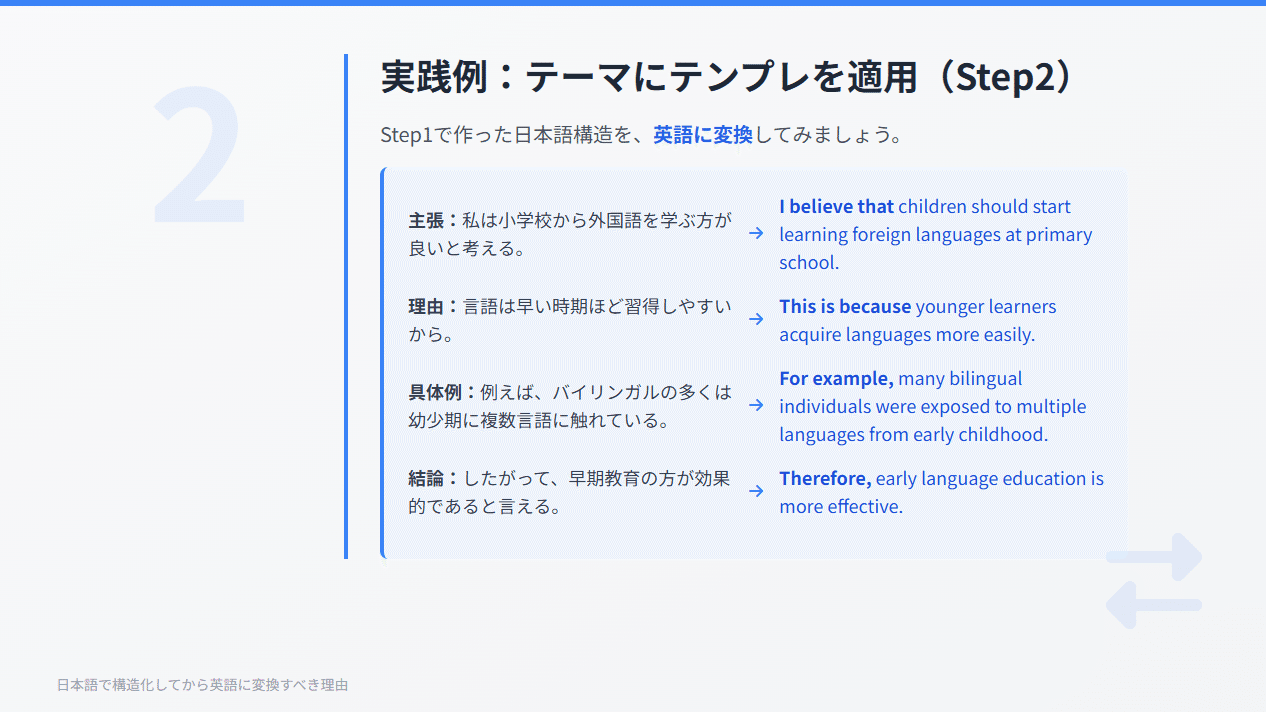 2
実践例：テーマにテンプレを適用（Step2）
Step1で作った日本語構造を、英語に変換してみましょう。
主張：私は小学校から外国語を学ぶ方が
良いと考える。
→
I believe that children should start
learning foreign languages at primary
school.
理由：言語は早い時期ほど習得しやすい
から。
→
This is because younger learners
acquire languages more easily.
具体例：例えば、バイリンガルの多くは
幼少期に複数言語に触れている。
→
For example, many bilingual
individuals were exposed to multiple
languages from early childhood.
結論：したがって、早期教育の方が効果
的であると言える。
→
Therefore, early language education is
more effective.
日本語で構造化してから英語に変換すべき理由